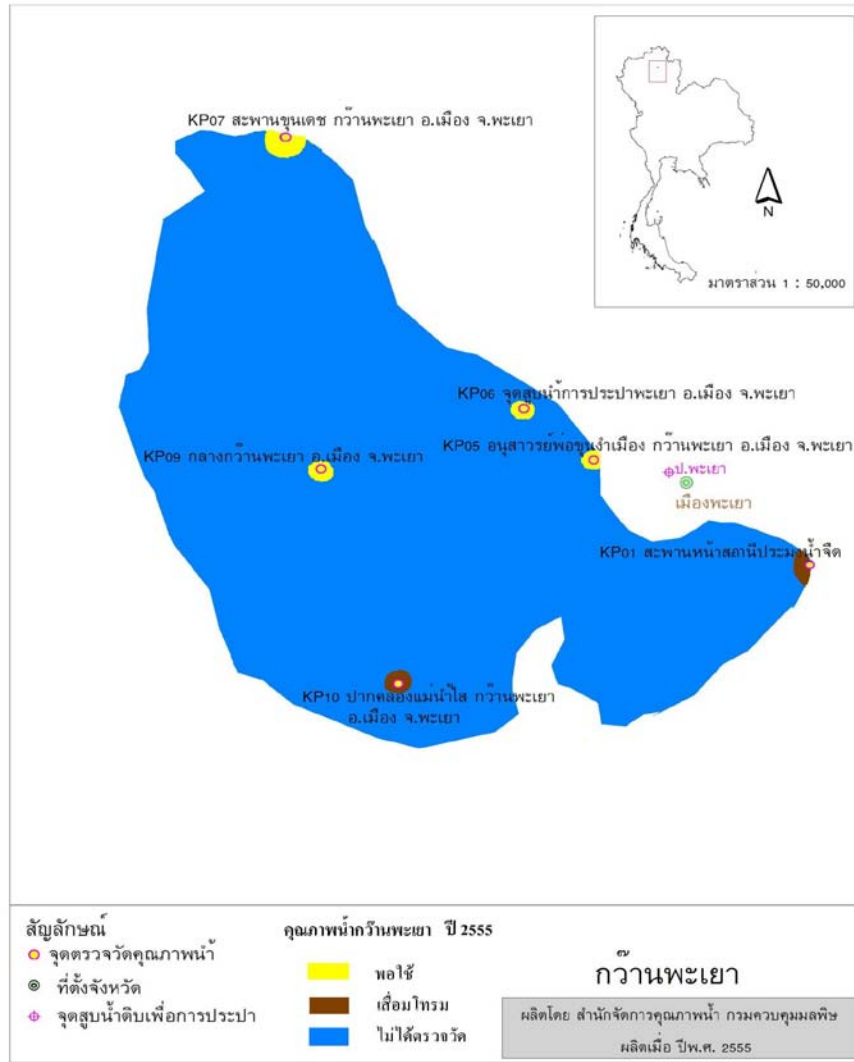 KP07 สะพานขุนเดช กว๊านพะเยา อ.เมือง จ.พะเยา
N
มาตราส่วน 1 : 50,000
KP06 จุดสูบน้ำการประปาพะเยา อ.เมือง จ.พะเยา
KP05 อนุสาวรีย์พ่อขุนงำเมือง กว๊านพะเยา อ.เมือง จ.พะเยา
KP09 กลางกว๊านพะเยา อ.เมือง จ.พะเยา
ป.พะเยา
เมืองพะเยา
KP01 สะพานหน้าสถานีประมงน้ำจืด
KP10 ปากคลองแม่น้ำใส กว๊านพะเยา
อ.เมือง จ.พะเยา
สัญลักษณ์
จุดตรวจวัดคุณภาพน้ำ
ที่ตั้งจังหวัด
จุดสูบน้ำดิบเพื่อการประปา
คุณภาพน้ำกว๊านพะเยา ปี 2555
พอใช้
เสื่อมโทรม
ไม่ได้ตรวจวัด
กว๊านพะเยา
ผลิตโดย สำนักจัดการคุณภาพน้ำ กรมควบคุมมลพิษ
ผลิตเมื่อ ปีพ.ศ. 2555